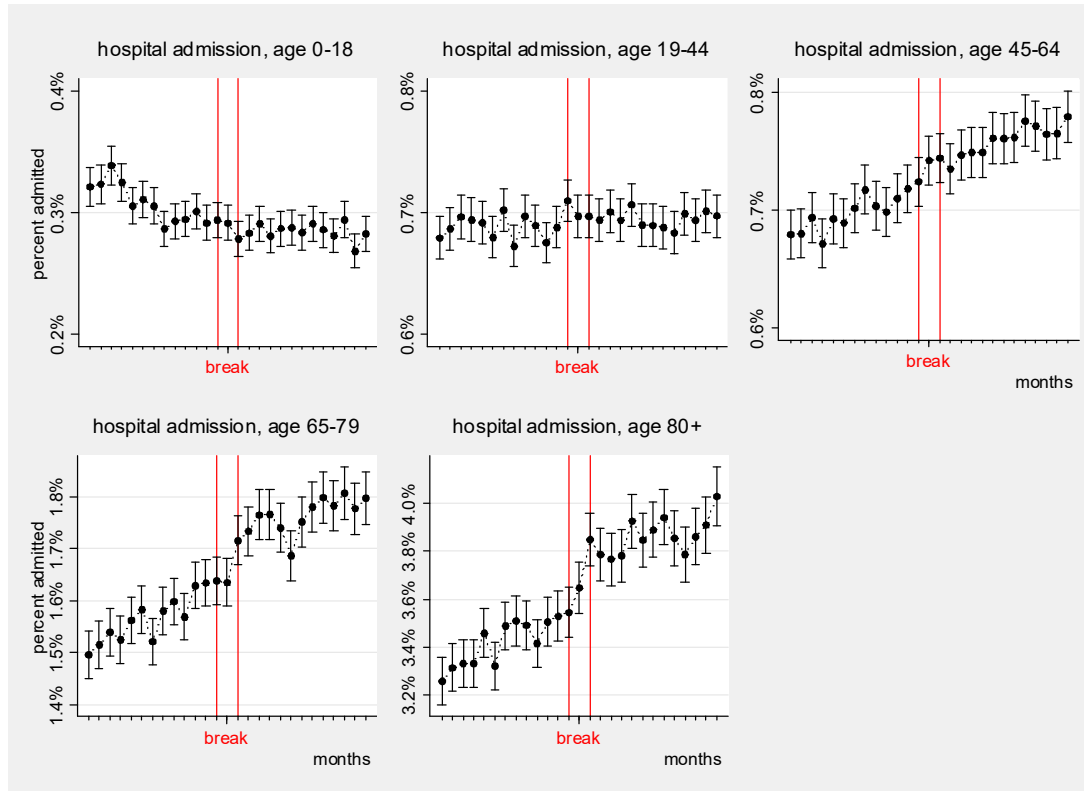 hospital admission, age 0-18
hospital admission, age 19-44
hospital admission, age 45-64
percent admitted
0.4%
0.3%
0.2%
0.8%
0.7%
0.6%
0.8%
0.7%
0.6%
break
break
break
months
hospital admission, age 65-79
hospital admission, age 80+
percent admitted
1.8%
1.7%
1.6%
1.5%
1.4%
4.0%
3.8%
3.6%
3.4%
3.2%
break
break
months
months